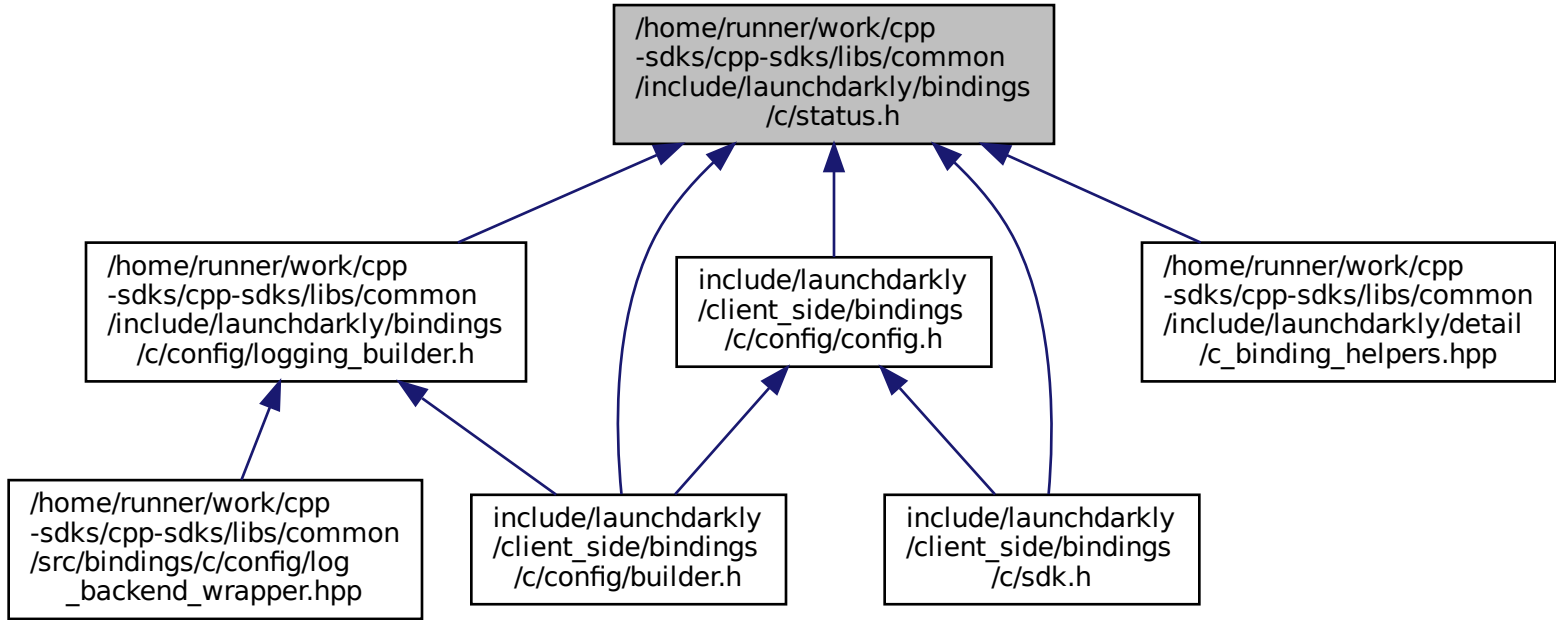 /home/runner/work/cpp
-sdks/cpp-sdks/libs/common
/include/launchdarkly/bindings
/c/status.h
/home/runner/work/cpp
-sdks/cpp-sdks/libs/common
/include/launchdarkly/bindings
/c/config/logging_builder.h
include/launchdarkly
/client_side/bindings
/c/config/config.h
/home/runner/work/cpp
-sdks/cpp-sdks/libs/common
/include/launchdarkly/detail
/c_binding_helpers.hpp
/home/runner/work/cpp
-sdks/cpp-sdks/libs/common
/src/bindings/c/config/log
_backend_wrapper.hpp
include/launchdarkly
/client_side/bindings
/c/config/builder.h
include/launchdarkly
/client_side/bindings
/c/sdk.h